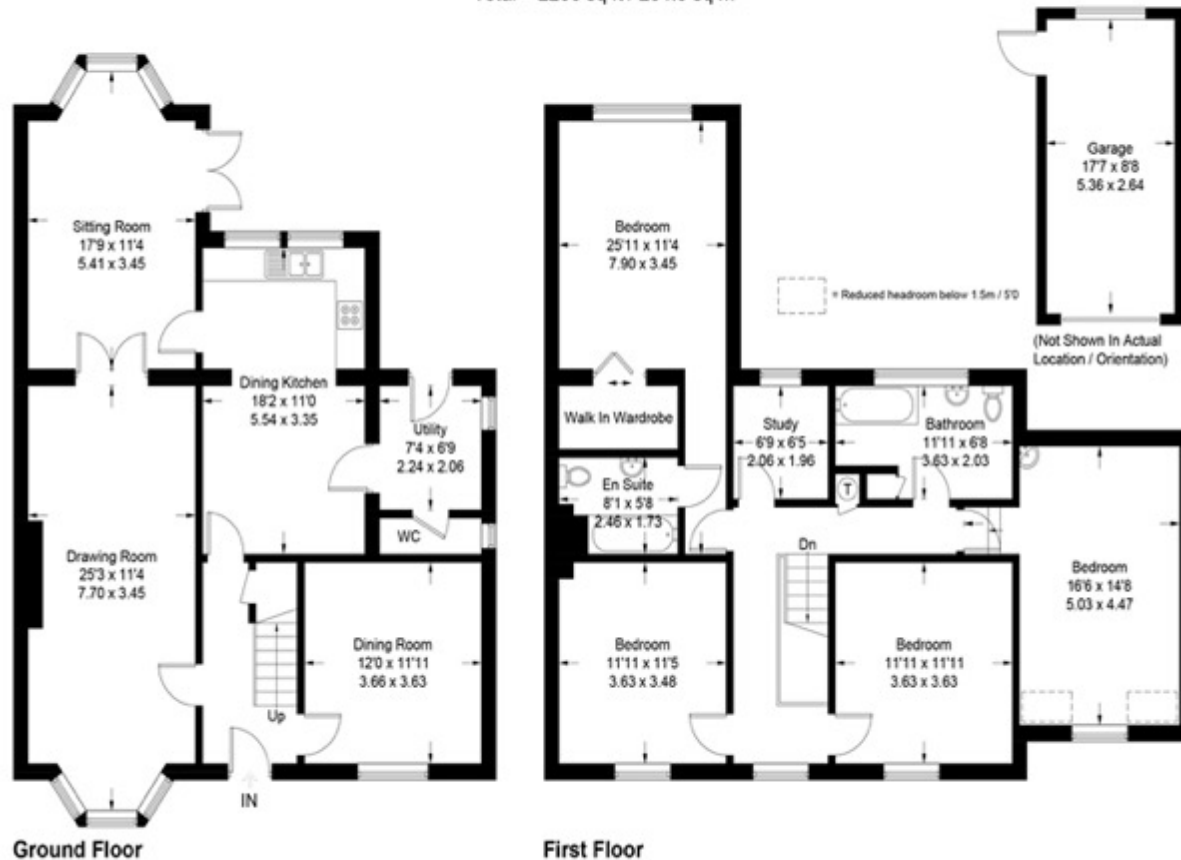 Sitting Room
17'9 x 11'4
5.41 x 3.45
Dining Kitchen
18'2 x 11'0
5.54 x 3.35
Utility
7'4 x 6'9
2.24 x 2.06
WC
Drawing Room
25'3 x 11'4
7.70 x 3.45
Dining Room
12'0 x 11'11
3.66 x 3.63
Up
IN
Ground Floor
Bedroom
25'11 x 11'4
7.90 x 3.45
Walk In Wardrobe
En Suite
8'1 x 5'8
2.46 x 1.73
Study
6'9 x 6'5
2.06 x 1.96
Bathroom
11'11 x 6'8
3.63 x 2.03
T
Dn
Bedroom
11'11 x 11'5
3.63 x 3.48
Bedroom
11'11 x 11'11
3.63 x 3.63
Bedroom
16'6 x 14'8
5.03 x 4.47
First Floor
= Reduced headroom below 1.5m / 5'0
Garage
17'7 x 8'8
5.36 x 2.64
(Not Shown In Actual
Location / Orientation)